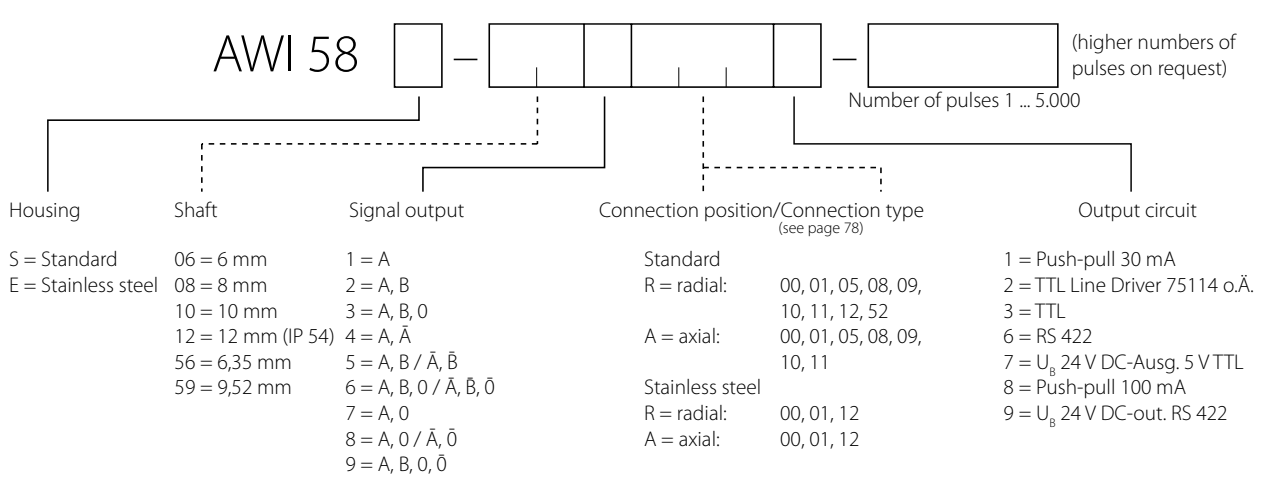 AWI 58 – –
(higher numbers of
pulses on request)
Number of pulses 1 ... 5.000
Housing
S = Standard
E = Stainless steel
Shaft
06 = 6 mm
08 = 8 mm
10 = 10 mm
12 = 12 mm (IP 54)
56 = 6,35 mm
59 = 9,52 mm
Signal output
1 = A
2 = A, B
3 = A, B, 0
4 = A, Ā
5 = A, B / Ā, B̄
6 = A, B, 0 / Ā, B̄, 0̄
7 = A, 0
8 = A, 0 / Ā, 0̄
9 = A, B, 0, 0̄
Connection position/Connection type
(see page 78)
Standard
R = radial: 00, 01, 05, 08, 09,
10, 11, 12, 52
A = axial: 00, 01, 05, 08, 09,
10, 11
Stainless steel
R = radial: 00, 01, 12
A = axial: 00, 01, 12
Output circuit
1 = Push-pull 30 mA
2 = TTL Line Driver 75114 o.Ä.
3 = TTL
6 = RS 422
7 = U_B 24 V DC-Ausg. 5 V TTL
8 = Push-pull 100 mA
9 = U_B 24 V DC-out. RS 422